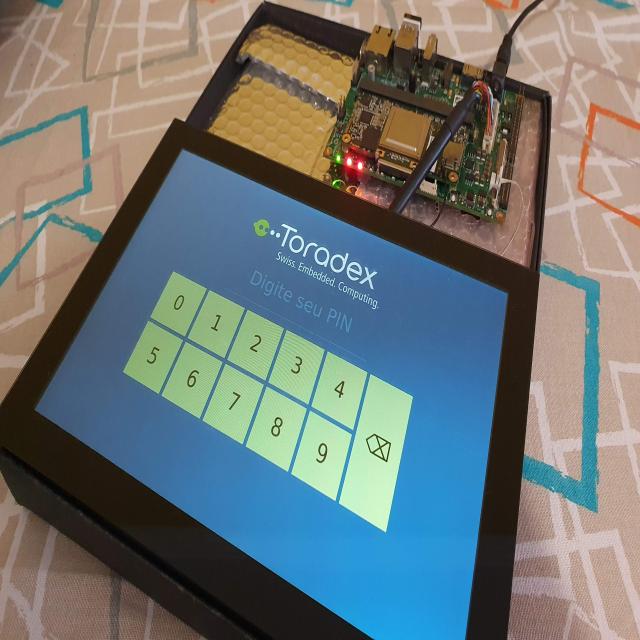 Toradex
Swiss. Embedded. Computing.
Digite seu PIN
0 1 2 3 4
5 6 7 8 9